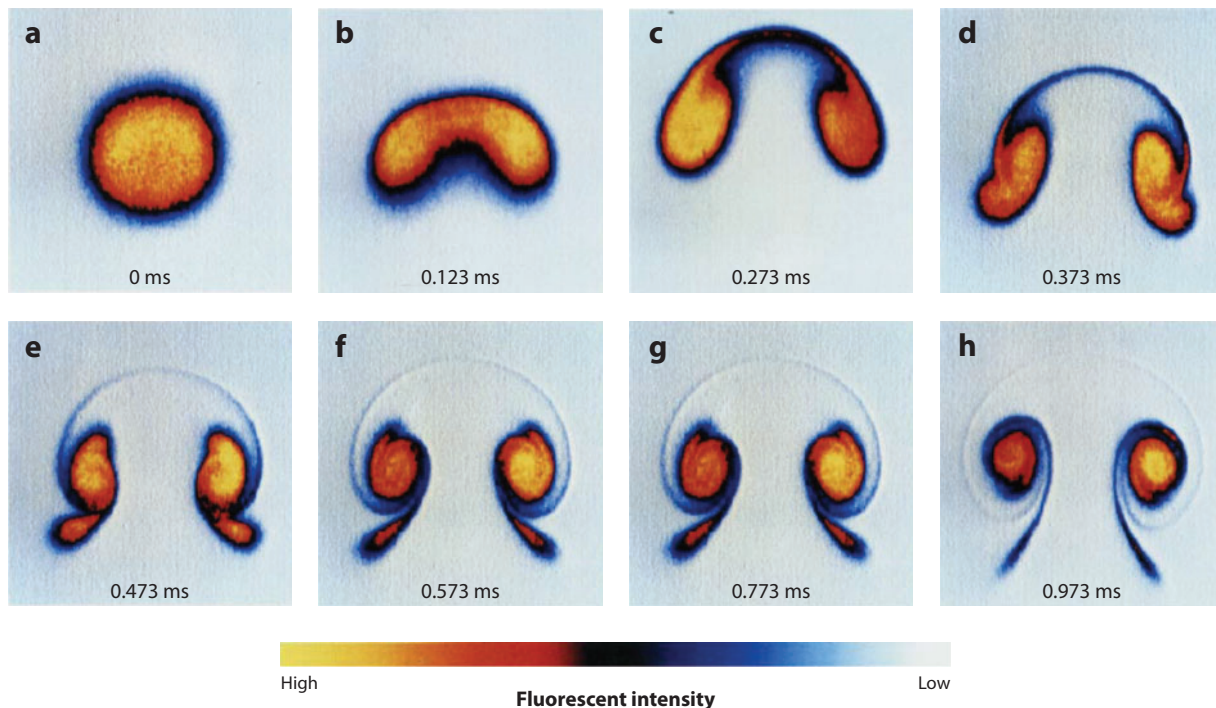 a
b
c
d
0 ms
0.123 ms
0.273 ms
0.373 ms
e
f
g
h
0.473 ms
0.573 ms
0.773 ms
0.973 ms
High
Low
Fluorescent intensity